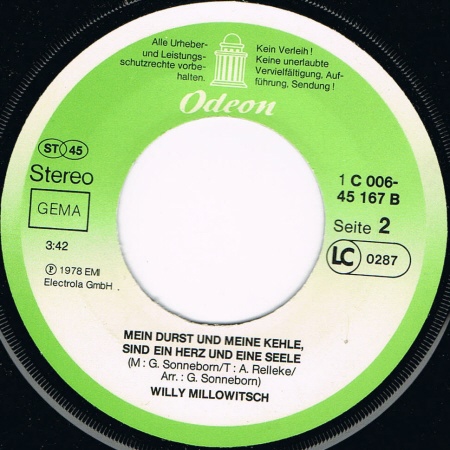 Alle Urheber-
und Leistungs-
schutzrechte vorbe-
halten.
Kein Verleih!
Keine unerlaubte
Vervielfältigung, Auf-
führung, Sendung!
Odeon
ST 45
Stereo
GEMA
3:42
Ⓟ 1978 EMI
Electrola GmbH
1 C 006-
45 167 B
Seite 2
LC 0287
MEIN DURST UND MEINE KEHLE,
SIND EIN HERZ UND EINE SEELE
(M: G. Sonneborn/T: A. Relleke/
Arr.: G. Sonneborn)
WILLY MILLOWITSCH